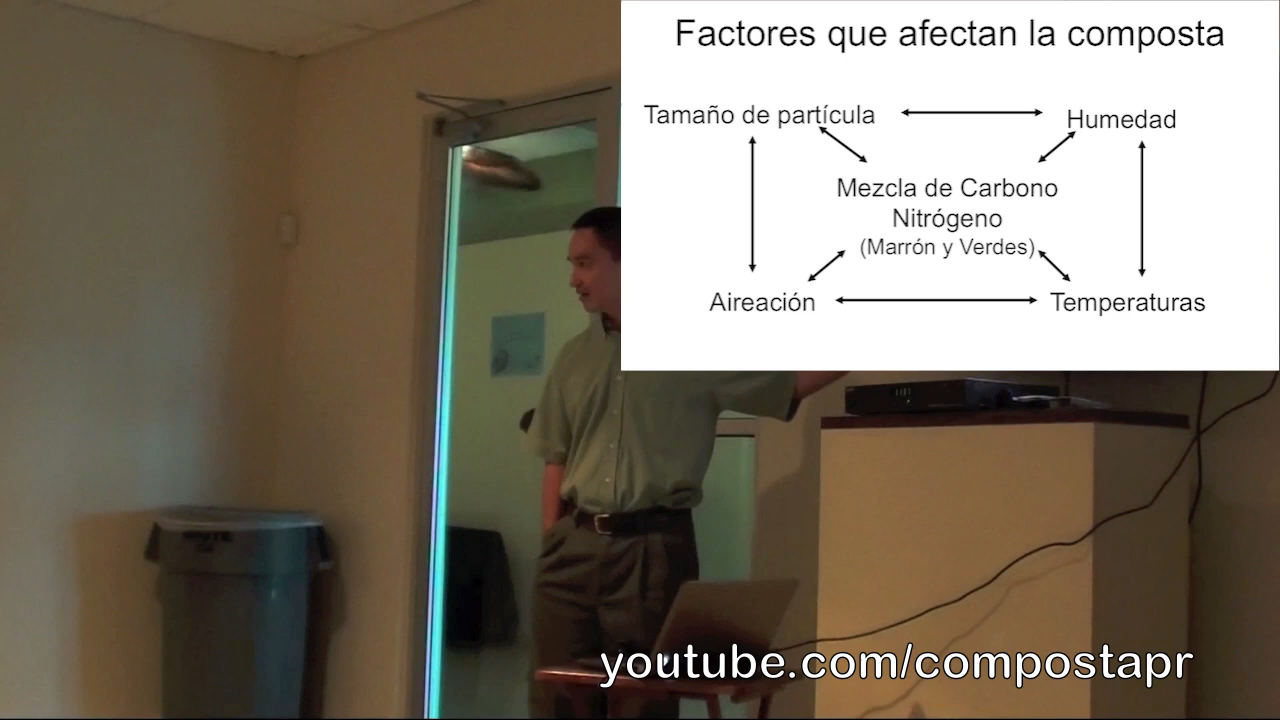 Factores que afectan la composta
Tamaño de partícula
Humedad
Mezcla de Carbono
Nitrógeno
(Marrón y Verdes)
Aireación
Temperaturas
youtube.com/compostapr